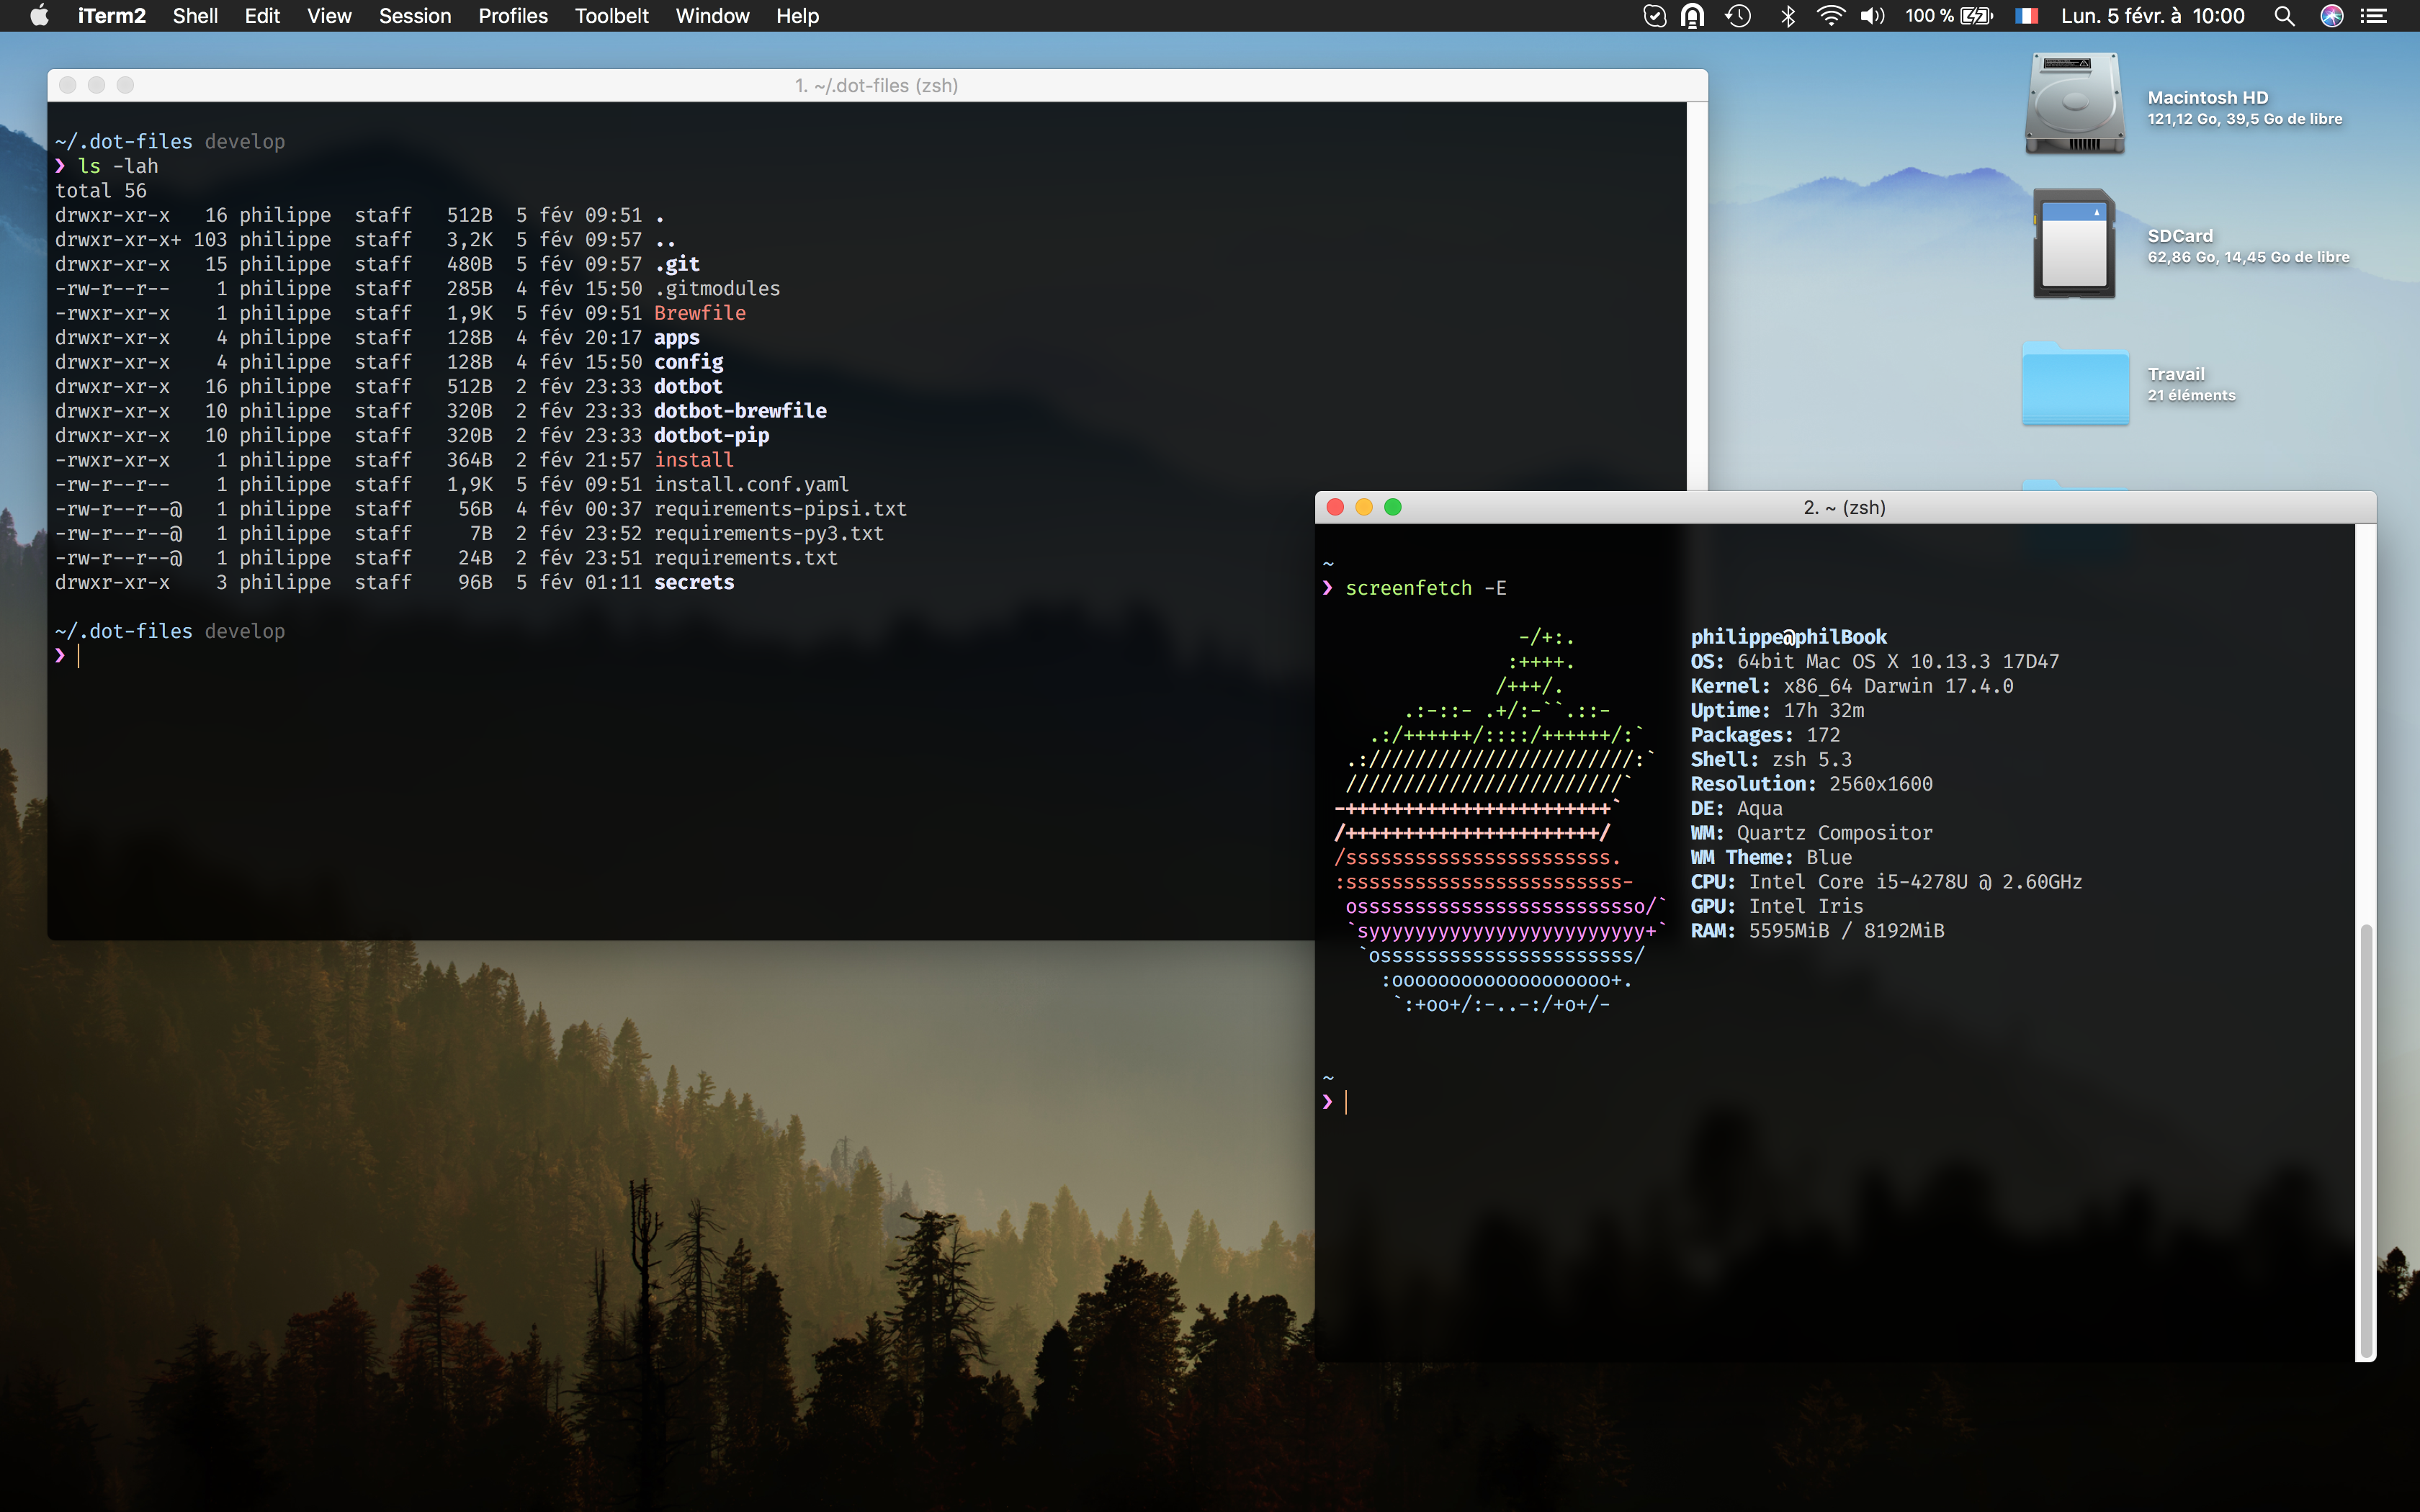 iTerm2 Shell Edit View Session Profiles Toolbelt Window Help 100 % Lun. 5 févr. à 10:00
Macintosh HD
121,12 Go, 39,5 Go de libre
SDCard
62,86 Go, 14,45 Go de libre
Travail
21 éléments
1. ~/.dot-files (zsh)
~/.dot-files develop
❯ ls -lah
total 56
drwxr-xr-x   16 philippe  staff   512B  5 fév 09:51 .
drwxr-xr-x+ 103 philippe  staff   3,2K  5 fév 09:57 ..
drwxr-xr-x   15 philippe  staff   480B  5 fév 09:57 .git
-rw-r--r--    1 philippe  staff   285B  4 fév 15:50 .gitmodules
-rwxr-xr-x    1 philippe  staff   1,9K  5 fév 09:51 Brewfile
drwxr-xr-x    4 philippe  staff   128B  4 fév 20:17 apps
drwxr-xr-x    4 philippe  staff   128B  4 fév 15:50 config
drwxr-xr-x   16 philippe  staff   512B  2 fév 23:33 dotbot
drwxr-xr-x   10 philippe  staff   320B  2 fév 23:33 dotbot-brewfile
drwxr-xr-x   10 philippe  staff   320B  2 fév 23:33 dotbot-pip
-rwxr-xr-x    1 philippe  staff   364B  2 fév 21:57 install
-rw-r--r--    1 philippe  staff   1,9K  5 fév 09:51 install.conf.yaml
-rw-r--r--@   1 philippe  staff    56B  4 fév 00:37 requirements-pipsi.txt
-rw-r--r--@   1 philippe  staff     7B  2 fév 23:52 requirements-py3.txt
-rw-r--r--@   1 philippe  staff    24B  2 fév 23:51 requirements.txt
drwxr-xr-x    3 philippe  staff    96B  5 fév 01:11 secrets
~/.dot-files develop
❯
2. ~ (zsh)
~
❯ screenfetch -E
-/+:. philippe@philBook
:++++. OS: 64bit Mac OS X 10.13.3 17D47
/+++/. Kernel: x86_64 Darwin 17.4.0
.:-::- .+/:-``.::- Uptime: 17h 32m
.:/++++++/::::/++++++/:` Packages: 172
.:///////////////////////:` Shell: zsh 5.3
////////////////////////` Resolution: 2560x1600
-+++++++++++++++++++++++` DE: Aqua
/++++++++++++++++++++++/ WM: Quartz Compositor
/sssssssssssssssssssssss. WM Theme: Blue
:ssssssssssssssssssssssss- CPU: Intel Core i5-4278U @ 2.60GHz
osssssssssssssssssssssssso/` GPU: Intel Iris
`syyyyyyyyyyyyyyyyyyyyyyyy+` RAM: 5595MiB / 8192MiB
`ossssssssssssssssssssss/
:ooooooooooooooooooo+.
`:+oo+/:-..-:/+o+/-
~
❯